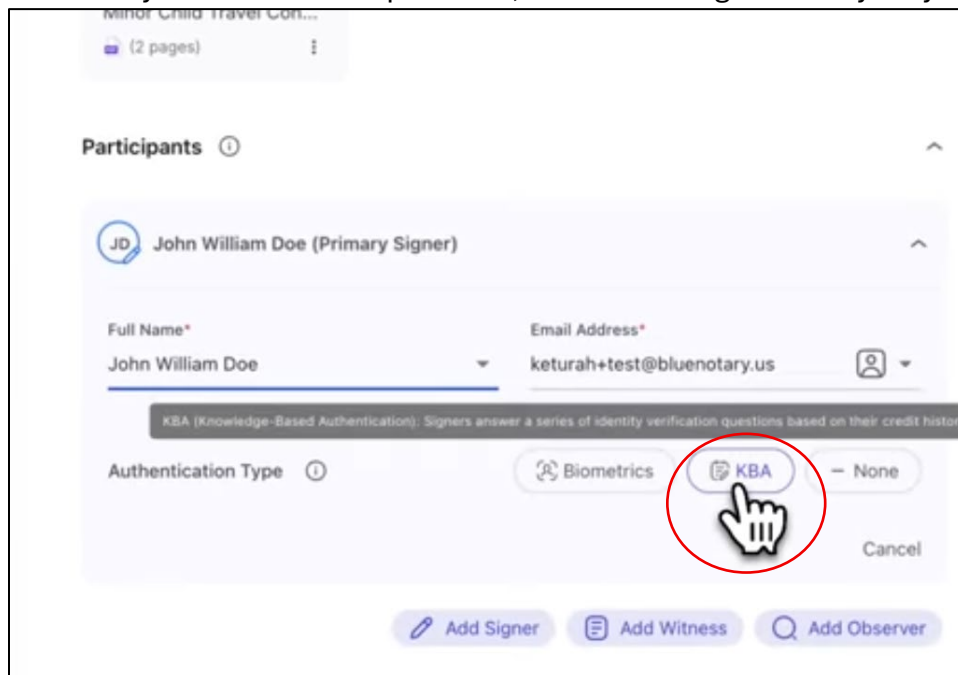 Minor Child Travel Con...
(2 pages)
Participants
JD John William Doe (Primary Signer)
Full Name* Email Address*
John William Doe keturah+test@bluenotary.us
KBA (Knowledge-Based Authentication): Signers answer a series of identity verification questions based on their credit histor
Authentication Type Biometrics KBA — None
Cancel
Add Signer Add Witness Add Observer